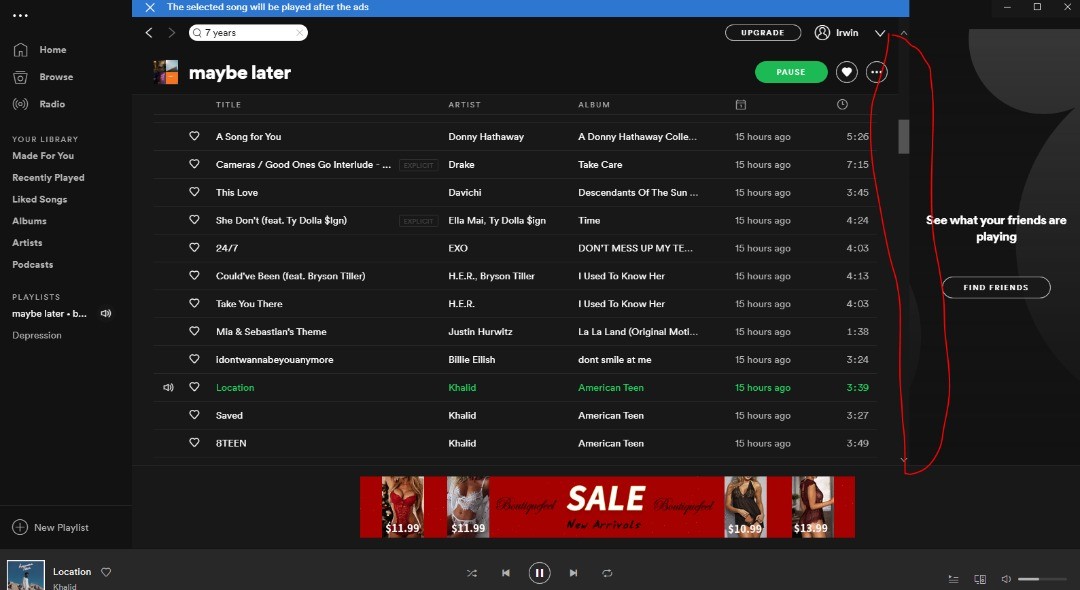 The selected song will be played after the ads
7 years
UPGRADE
Irwin
Home
Browse
Radio
YOUR LIBRARY
Made For You
Recently Played
Liked Songs
Albums
Artists
Podcasts
PLAYLISTS
maybe later • b...
Depression
New Playlist
maybe later
PAUSE
TITLE ARTIST ALBUM
A Song for You Donny Hathaway A Donny Hathaway Colle... 15 hours ago 5:26
Cameras / Good Ones Go Interlude - ... EXPLICIT Drake Take Care 15 hours ago 7:15
This Love Davichi Descendants Of The Sun ... 15 hours ago 3:45
She Don't (feat. Ty Dolla $ign) EXPLICIT Ella Mai, Ty Dolla $ign Time 15 hours ago 4:24
24/7 EXO DON'T MESS UP MY TE... 15 hours ago 4:03
Could've Been (feat. Bryson Tiller) H.E.R., Bryson Tiller I Used To Know Her 15 hours ago 4:13
Take You There H.E.R. I Used To Know Her 15 hours ago 4:03
Mia & Sebastian's Theme Justin Hurwitz La La Land (Original Moti... 15 hours ago 1:38
idontwannabeyouanymore Billie Eilish dont smile at me 15 hours ago 3:24
Location Khalid American Teen 15 hours ago 3:39
Saved Khalid American Teen 15 hours ago 3:27
8TEEN Khalid American Teen 15 hours ago 3:49
See what your friends are
playing
FIND FRIENDS
$11.99 $11.99 Boutiquefeel SALE Boutiquefeel $10.99 $13.99
New Arrivals
Location
Khalid